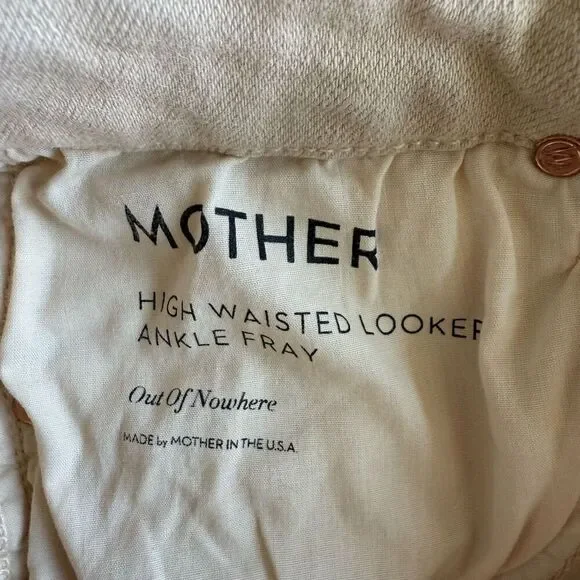 MOTHER
HIGH WAISTED LOOKER
ANKLE FRAY
Out Of Nowhere
MADE by MOTHER IN THE U.S.A.